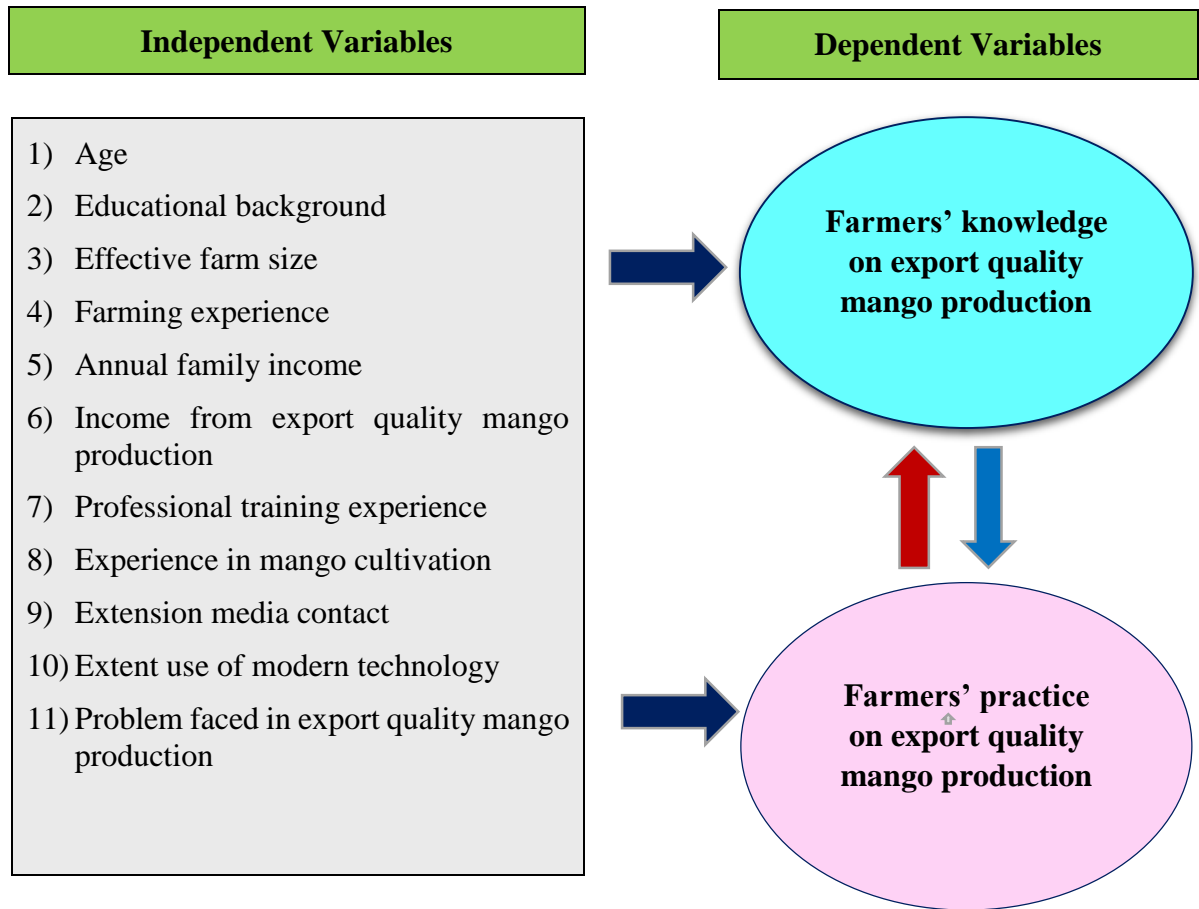 Independent Variables
Dependent Variables
1) Age
2) Educational background
3) Effective farm size
4) Farming experience
5) Annual family income
6) Income from export quality mango
production
7) Professional training experience
8) Experience in mango cultivation
9) Extension media contact
10) Extent use of modern technology
11) Problem faced in export quality mango
production
Farmers’ knowledge
on export quality
mango production
Farmers’ practice
on export quality
mango production